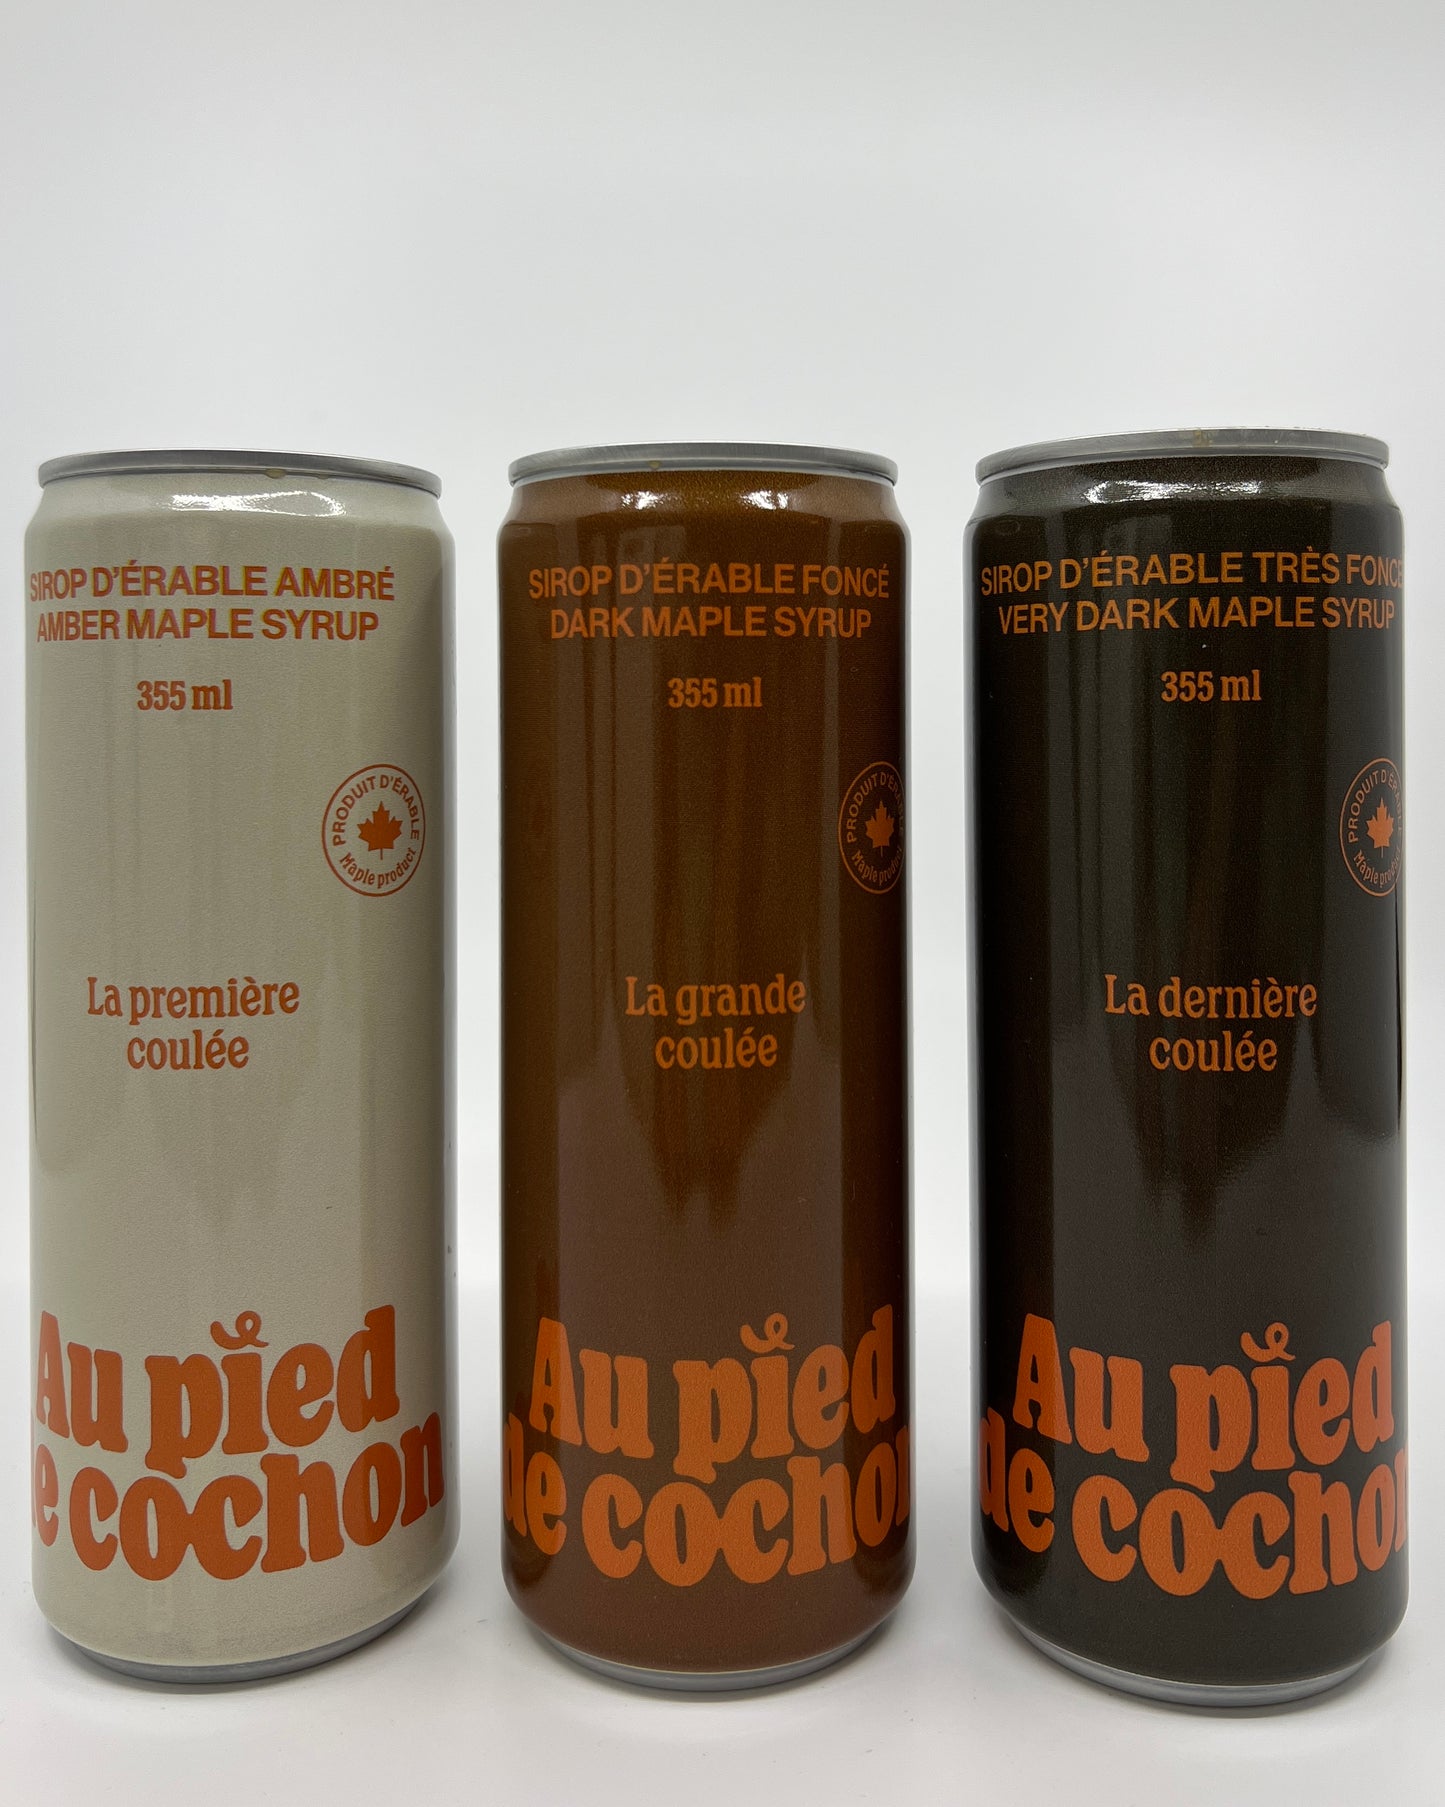 SIROP D'ÉRABLE AMBRÉ
AMBER MAPLE SYRUP
355 ml
PRODUIT D'ÉRABLE
Maple product
La première
coulée
Au pied
de cochon
SIROP D'ÉRABLE FONCÉ
DARK MAPLE SYRUP
355 ml
PRODUIT D'ÉRABLE
Maple product
La grande
coulée
Au pied
de cochon
SIROP D'ÉRABLE TRÈS FONCÉ
VERY DARK MAPLE SYRUP
355 ml
PRODUIT D'ÉRABLE
Maple product
La dernière
coulée
Au pied
de cochon